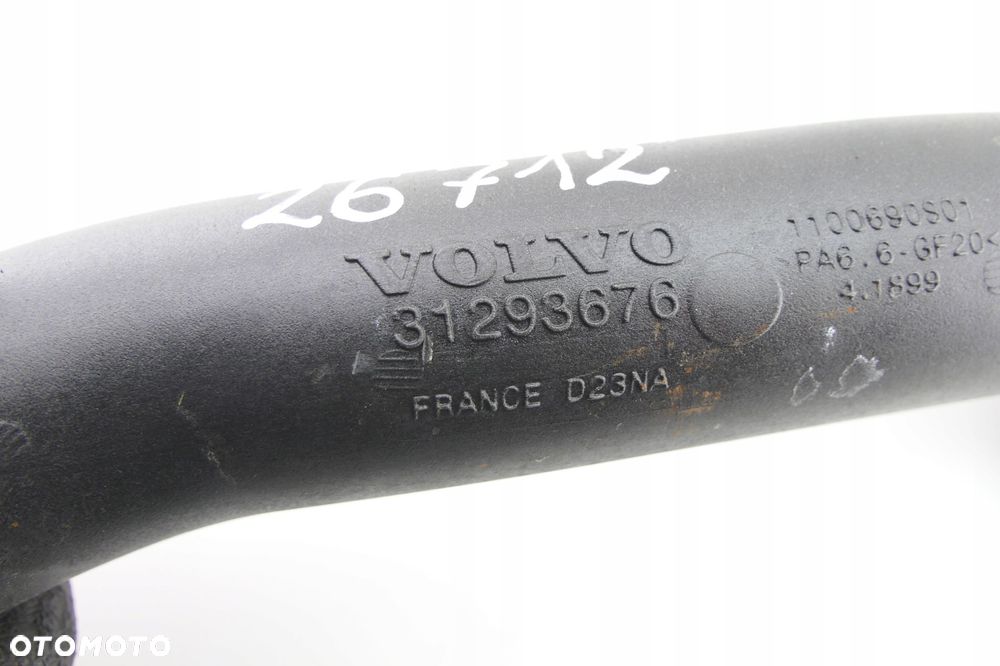 26712
VOLVO
31293676
FRANCE D23NA
1100690S01
PA6.6-GF20<
4.1899
OTOMOTO